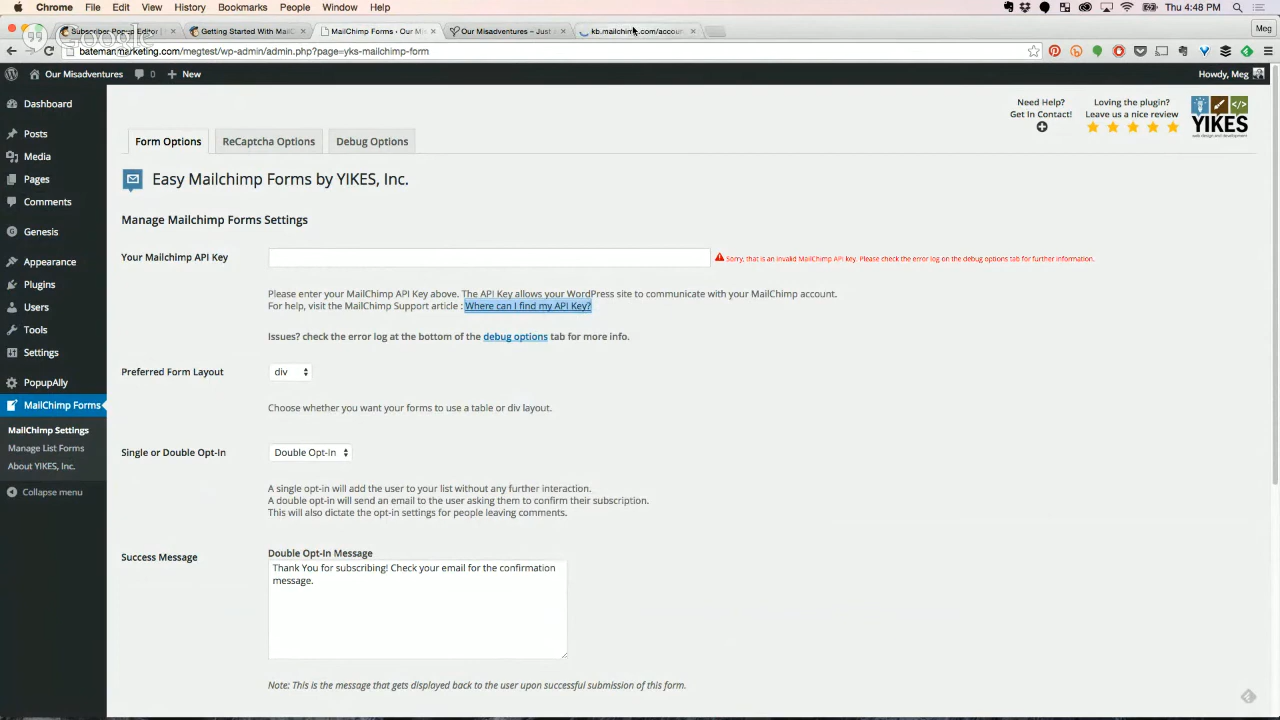 Chrome File Edit View History Bookmarks People Window Help
Thu 4:48 PM
Subscriber Popup Editor
Getting Started With MailC
MailChimp Forms ‹ Our Mis
Our Misadventures – Just A
kb.mailchimp.com/accoun
Meg
Google
batemanmarketing.com/megtest/wp-admin/admin.php?page=yks-mailchimp-form
Our Misadventures 0 New
Howdy, Meg
Dashboard
Posts
Media
Pages
Comments
Genesis
Appearance
Plugins
Users
Tools
Settings
PopupAlly
MailChimp Forms
MailChimp Settings
Manage List Forms
About YIKES, Inc.
Collapse menu
Need Help?
Get In Contact!
Loving the plugin?
Leave us a nice review
YIKES
Form Options ReCaptcha Options Debug Options
Easy Mailchimp Forms by YIKES, Inc.
Manage Mailchimp Forms Settings
Your Mailchimp API Key
Sorry, that is an invalid MailChimp API key. Please check the error log on the debug options tab for further information.
Please enter your MailChimp API Key above. The API Key allows your WordPress site to communicate with your MailChimp account.
For help, visit the MailChimp Support article : Where can I find my API Key?
Issues? check the error log at the bottom of the debug options tab for more info.
Preferred Form Layout
div
Choose whether you want your forms to use a table or div layout.
Single or Double Opt-In
Double Opt-In
A single opt-in will add the user to your list without any further interaction.
A double opt-in will send an email to the user asking them to confirm their subscription.
This will also dictate the opt-in settings for people leaving comments.
Success Message
Double Opt-In Message
Thank You for subscribing! Check your email for the confirmation
message.
Note: This is the message that gets displayed back to the user upon successful submission of this form.